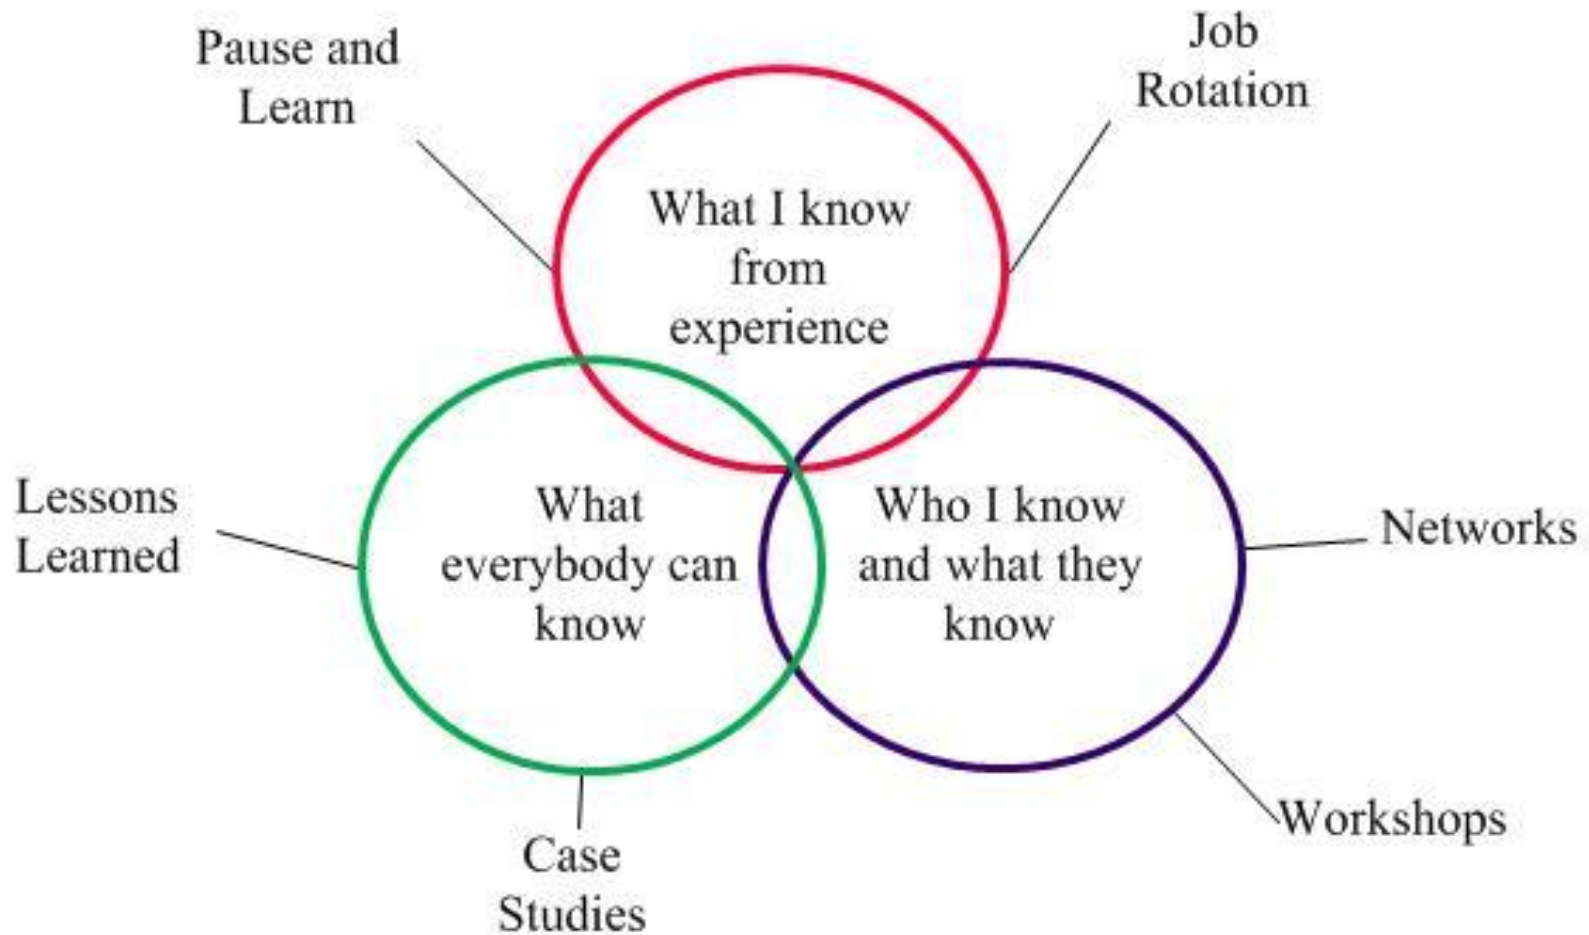 Pause and
Learn
Job
Rotation
What I know
from
experience
Lessons
Learned
What
everybody can
know
Who I know
and what they
know
Networks
Workshops
Case
Studies